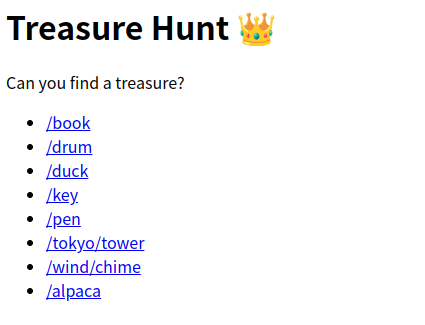 Treasure Hunt 👑
Can you find a treasure?
/book
/drum
/duck
/key
/pen
/tokyo/tower
/wind/chime
/alpaca